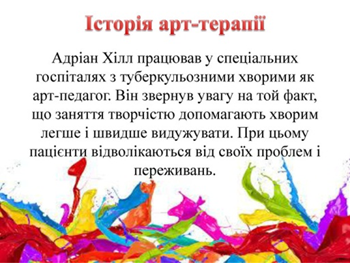 Історія арт-терапії
Адріан Хілл працював у спеціальних
госпіталях з туберкульозними хворими як
арт-педагог. Він звернув увагу на той факт,
що заняття творчістю допомагають хворим
легше і швидше видужувати. При цьому
пацієнти відволікаються від своїх проблем і
переживань.